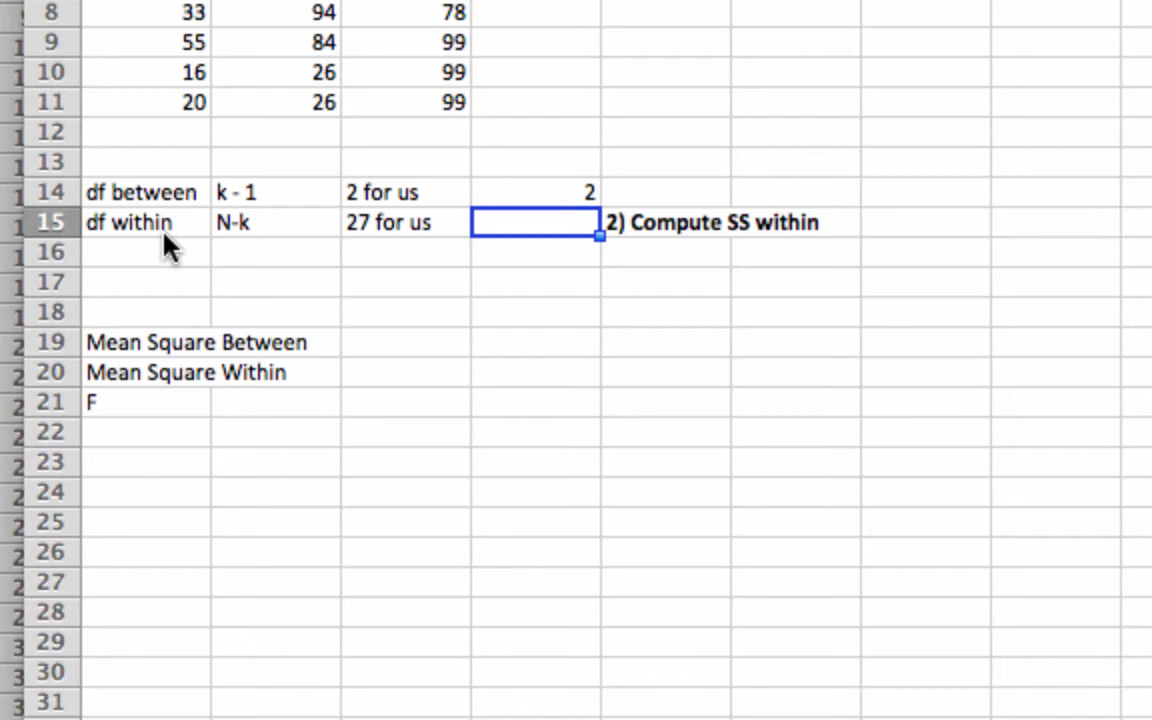 8 33 94 78
9 55 84 99
10 16 26 99
11 20 26 99
12
13
14 df between k - 1 2 for us 2
15 df within N-k 27 for us 2) Compute SS within
16
17
18
19 Mean Square Between
20 Mean Square Within
21 F
22
23
24
25
26
27
28
29
30
31